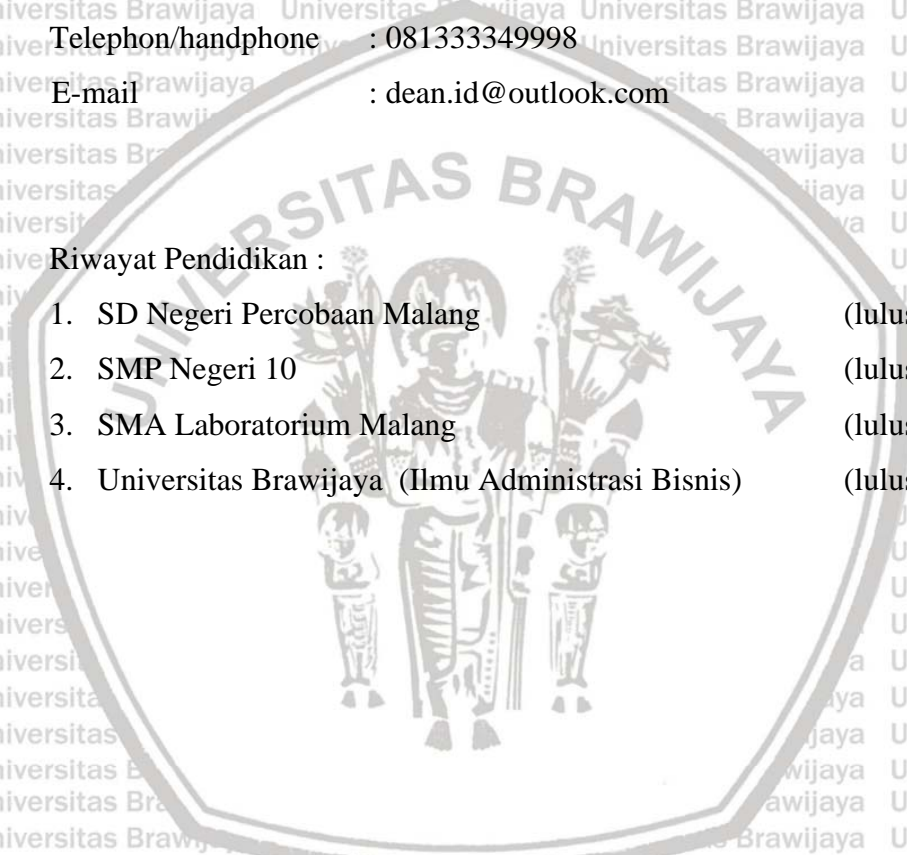 Telephon/handphone : 081333349998
E-mail : dean.id@outlook.com
UNIVERSITAS BRAWIJAYA
Riwayat Pendidikan :
1. SD Negeri Percobaan Malang (lulus
2. SMP Negeri 10 (lulus
3. SMA Laboratorium Malang (lulus
4. Universitas Brawijaya (Ilmu Administrasi Bisnis) (lulus